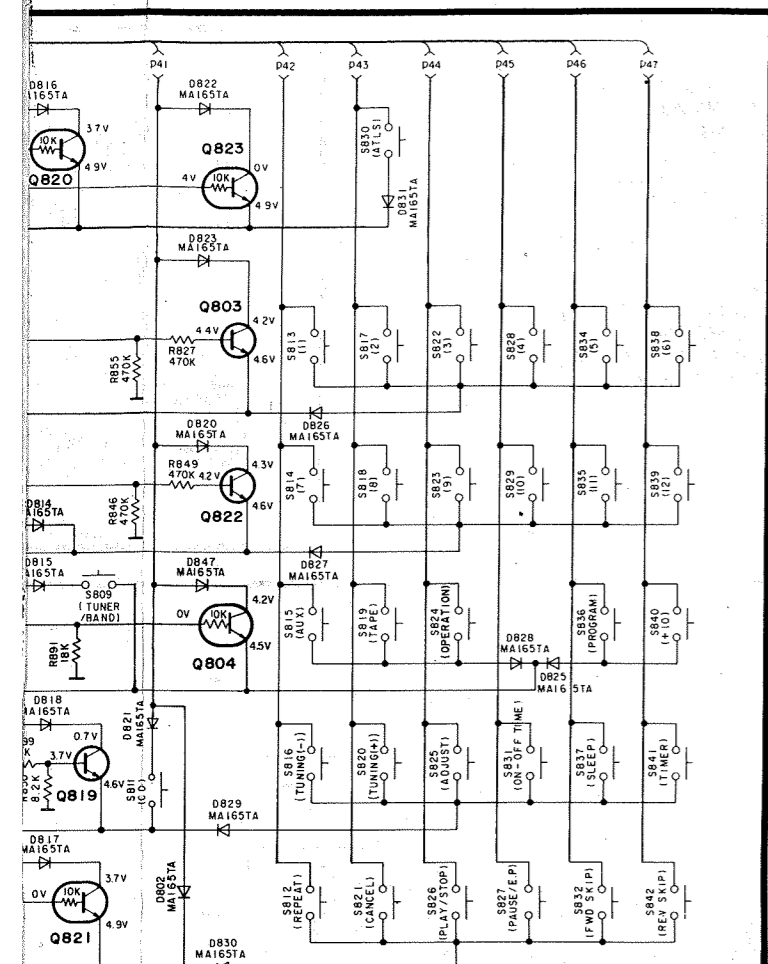 P41
P42
P43
P44
P45
P46
P47
D816
D822
MA165TA
3.7V
10K
4.9V
Q820
Q823
4V
10K
0V
4.9V
S830
(ATLS)
D831
MA165TA
D823
MA165TA
Q803
4.4V
4.2V
4.6V
R827
470K
R855
470K
S813
(1)
S817
(2)
S822
(3)
S828
(4)
S834
(5)
S838
(6)
D826
MA165TA
D820
MA165TA
R849
470K
4.2V
4.3V
4.6V
Q822
R846
470K
S814
(7)
S818
(8)
S823
(9)
S829
(10)
S835
(11)
S839
(12)
D827
MA165TA
D814
D815
S809
(TUNER
/BAND)
D847
MA165TA
0V
10K
4.2V
4.5V
Q804
R891
18K
S815
(AUX)
S819
(TAPE)
S824
(OPERATION)
D828
MA165TA
D825
MA165TA
S836
(PROGRAM)
S840
(+10)
D818
D821
MA165TA
0.7V
3.7V
8.2K
4.6V
Q819
S811
(CD)
D829
MA165TA
S816
(TUNING(-))
S820
(TUNING(+))
S825
(ADJUST)
S831
(ON-OFF TIME)
S837
(SLEEP)
S841
(TIMER)
D817
MA165TA
0V
10K
3.7V
4.9V
Q821
D802
MA165TA
D830
MA165TA
S812
(REPEAT)
S821
(CANCEL)
S826
(PLAY/STOP)
S827
(PAUSE/E.P)
S832
(FWD SKIP)
S842
(REV SKIP)